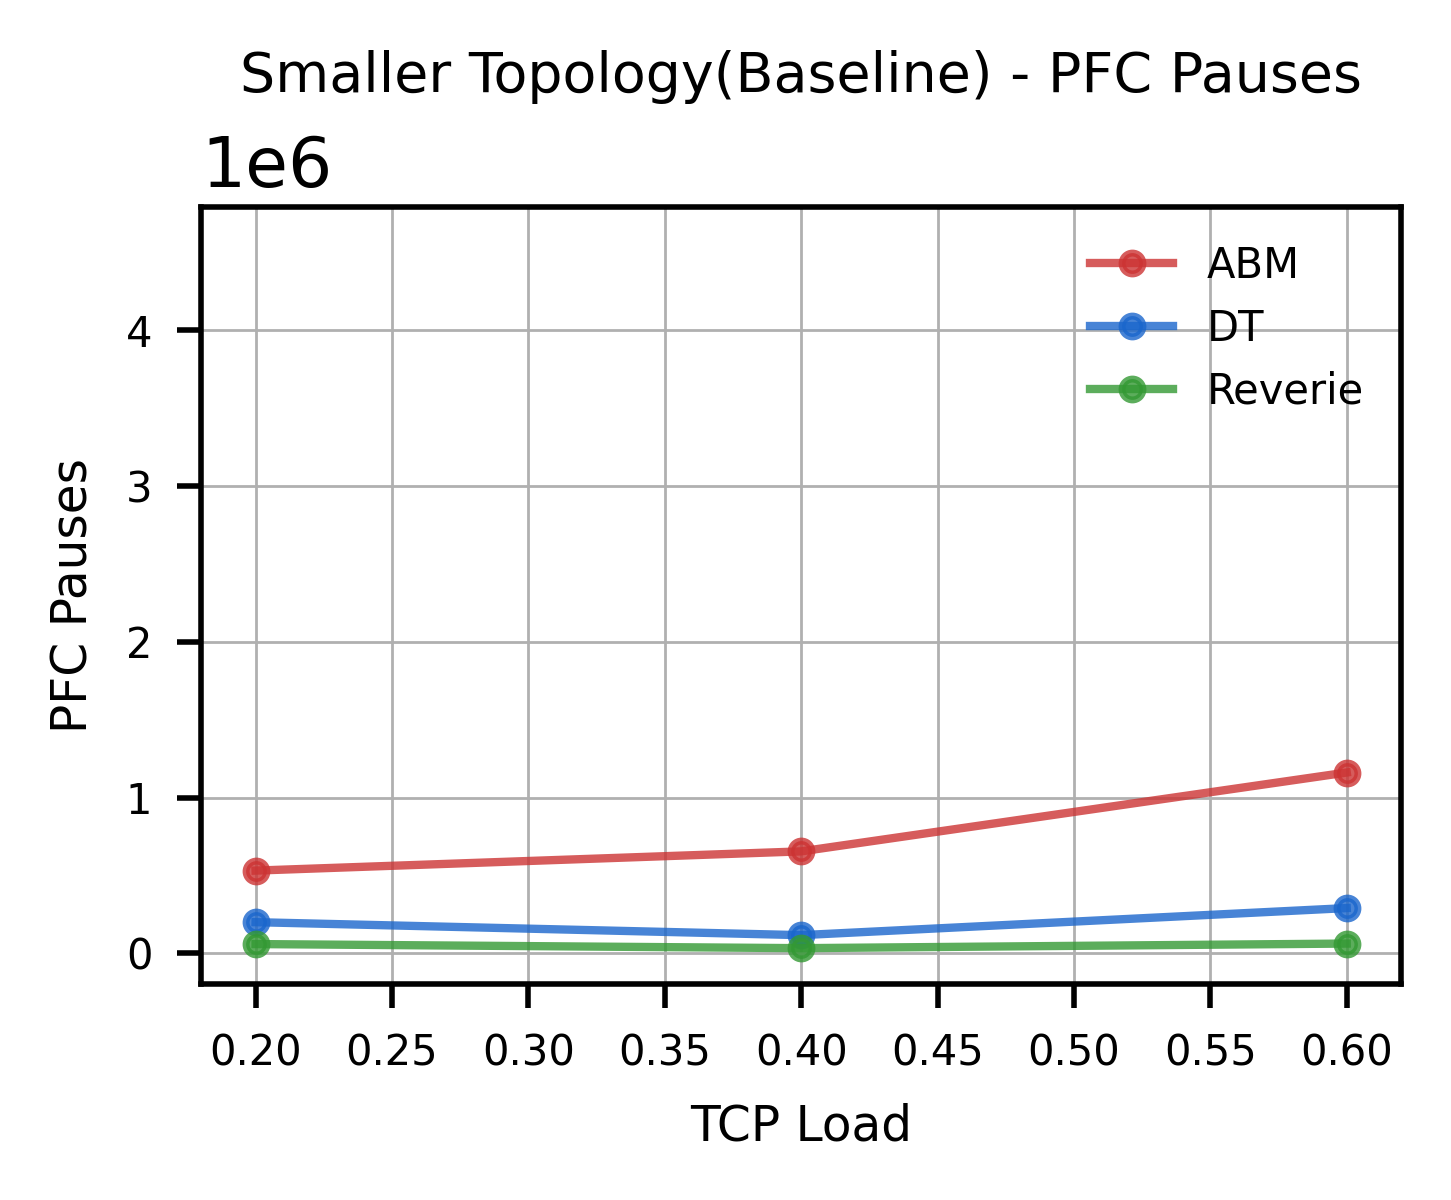 Smaller Topology(Baseline) - PFC Pauses
1e6
ABM
DT
Reverie
4
3
2
1
0
PFC Pauses
0.20 0.25 0.30 0.35 0.40 0.45 0.50 0.55 0.60
TCP Load